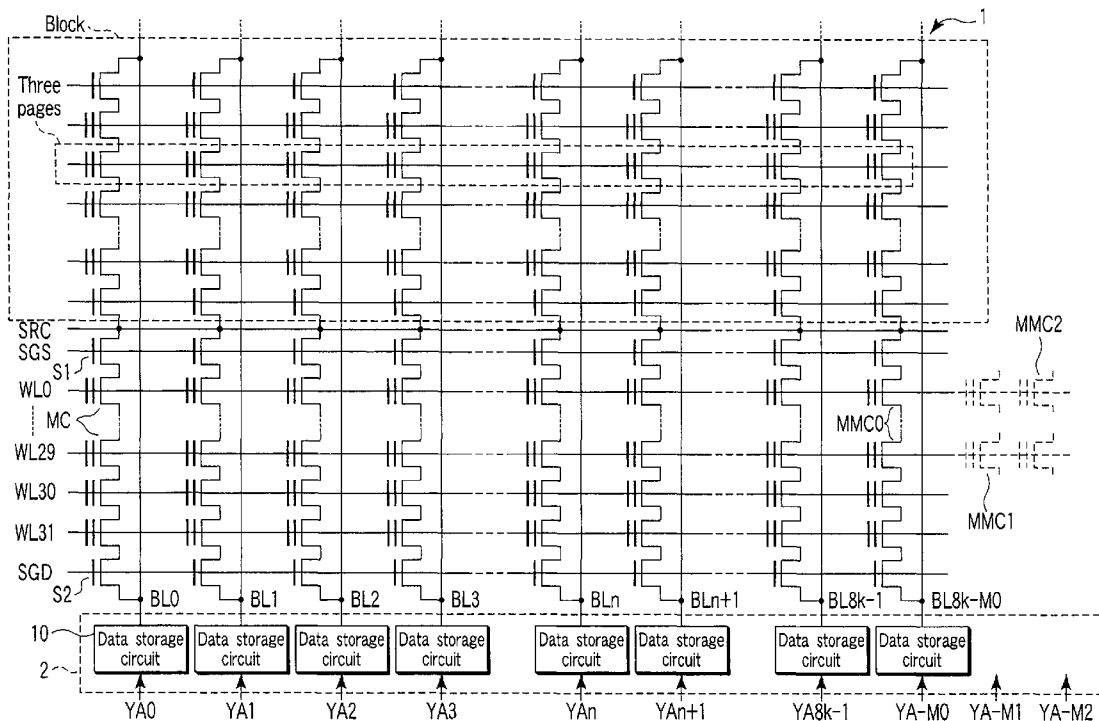 Block
1
Three
pages
SRC
SGS
S1
WL0
MC
WL29
WL30
WL31
SGD
S2
MMC2
MMC0
MMC1
BL0
BL1
BL2
BL3
BLn
BLn+1
BL8k-1
BL8k-M0
10
2
Data storage
circuit
Data storage
circuit
Data storage
circuit
Data storage
circuit
Data storage
circuit
Data storage
circuit
Data storage
circuit
Data storage
circuit
YA0
YA1
YA2
YA3
YAn
YAn+1
YA8k-1
YA-M0
YA-M1
YA-M2